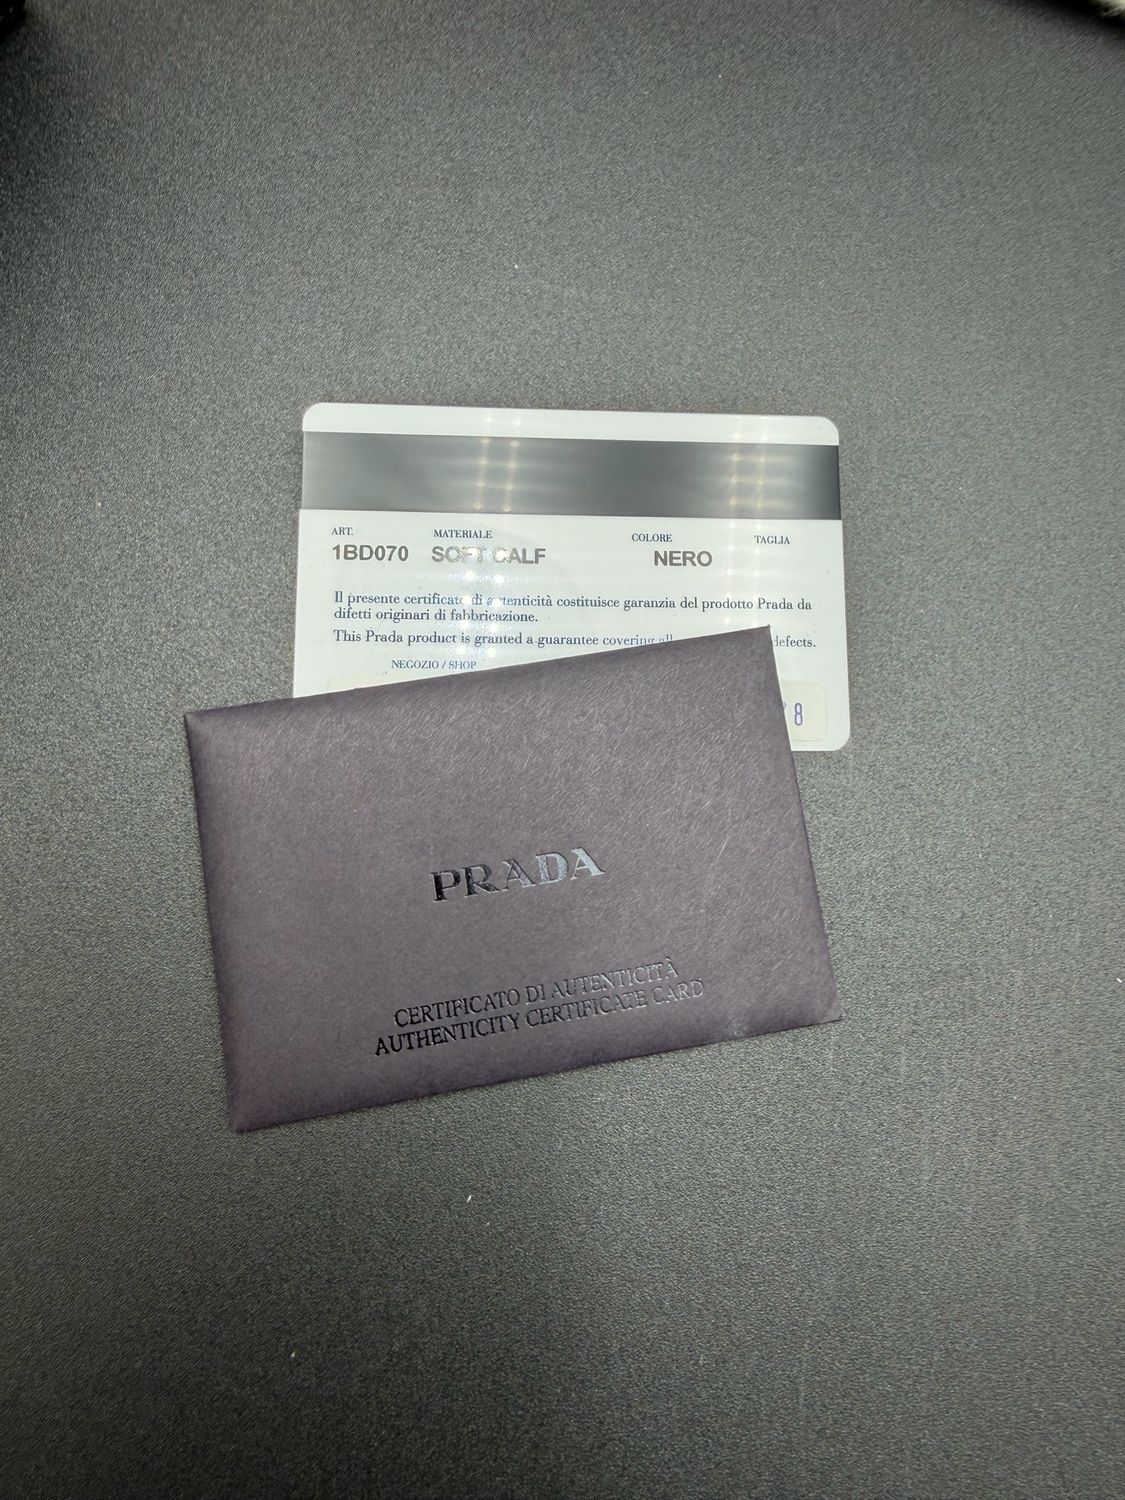 ART. MATERIALE COLORE TAGLIA
1BD070 SOFT CALF NERO
Il presente certificato di autenticità costituisce garanzia del prodotto Prada da
difetti originari di fabbricazione.
This Prada product is granted a guarantee covering all defects.
NEGOZIO / SHOP
8
PRADA
CERTIFICATO DI AUTENTICITÀ
AUTHENTICITY CERTIFICATE CARD